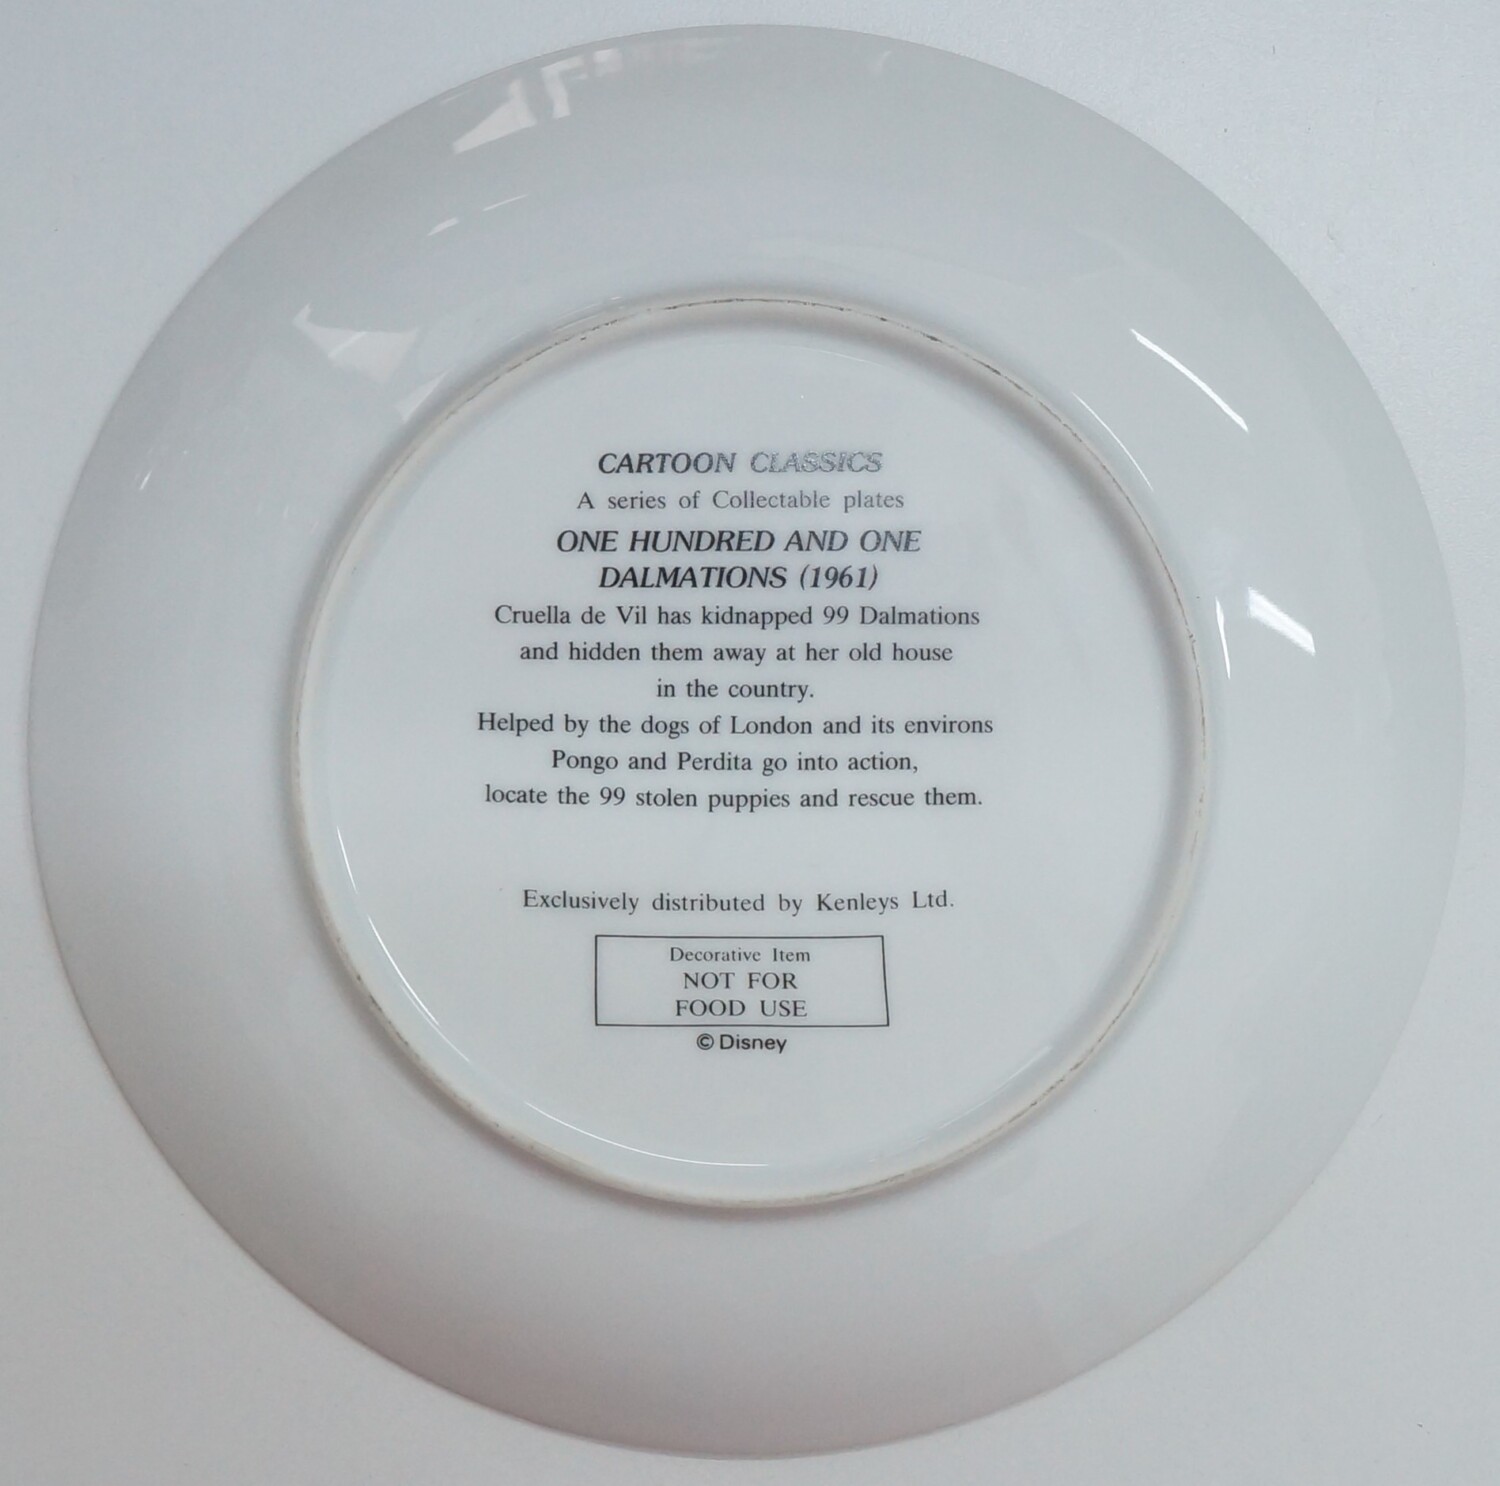 CARTOON CLASSICS
A series of Collectable plates
ONE HUNDRED AND ONE
DALMATIONS (1961)
Cruella de Vil has kidnapped 99 Dalmations
and hidden them away at her old house
in the country.
Helped by the dogs of London and its environs
Pongo and Perdita go into action,
locate the 99 stolen puppies and rescue them.
Exclusively distributed by Kenleys Ltd.
Decorative Item
NOT FOR
FOOD USE
© Disney